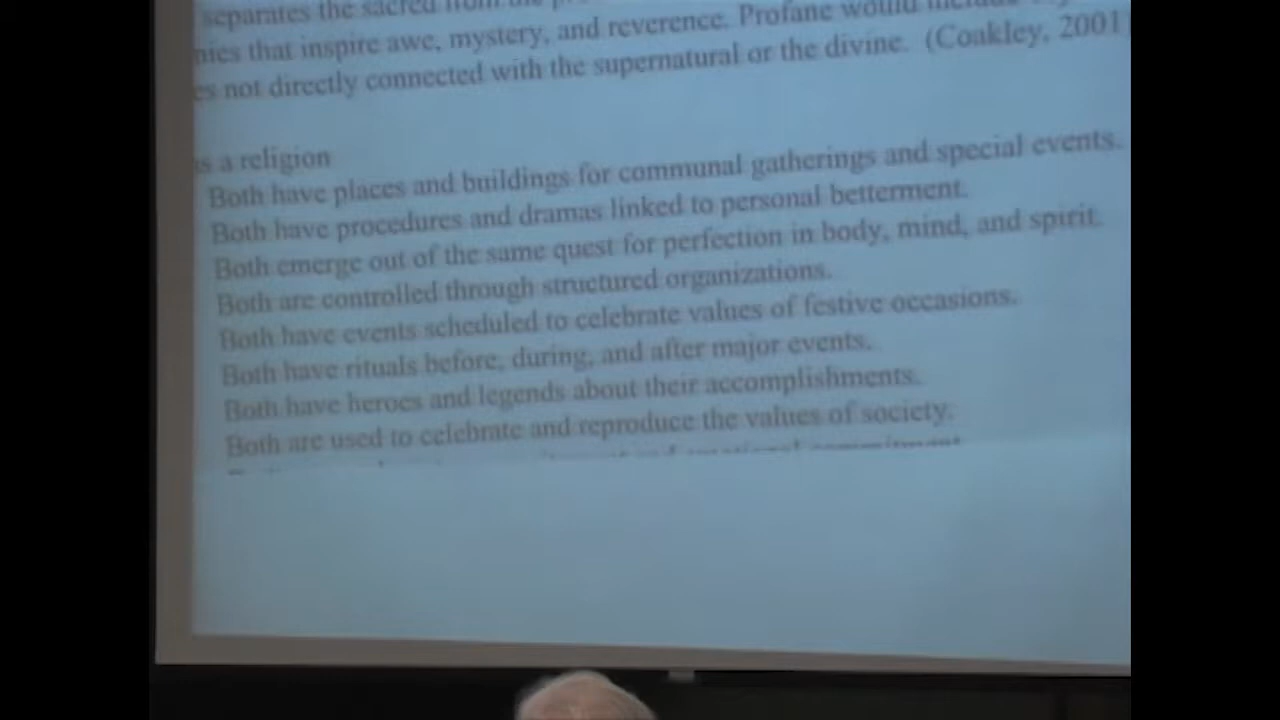 separates the sacred from the
that inspire awe, mystery, and reverence. Profane would include
not directly connected with the supernatural or the divine. (Coakley, 2001
s a religion
Both have places and buildings for communal gatherings and special events.
Both have procedures and dramas linked to personal betterment.
Both emerge out of the same quest for perfection in body, mind, and spirit.
Both are controlled through structured organizations.
Both have events scheduled to celebrate values of festive occasions.
Both have rituals before, during, and after major events.
Both have heroes and legends about their accomplishments.
Both are used to celebrate and reproduce the values of society.
and emotional commitment